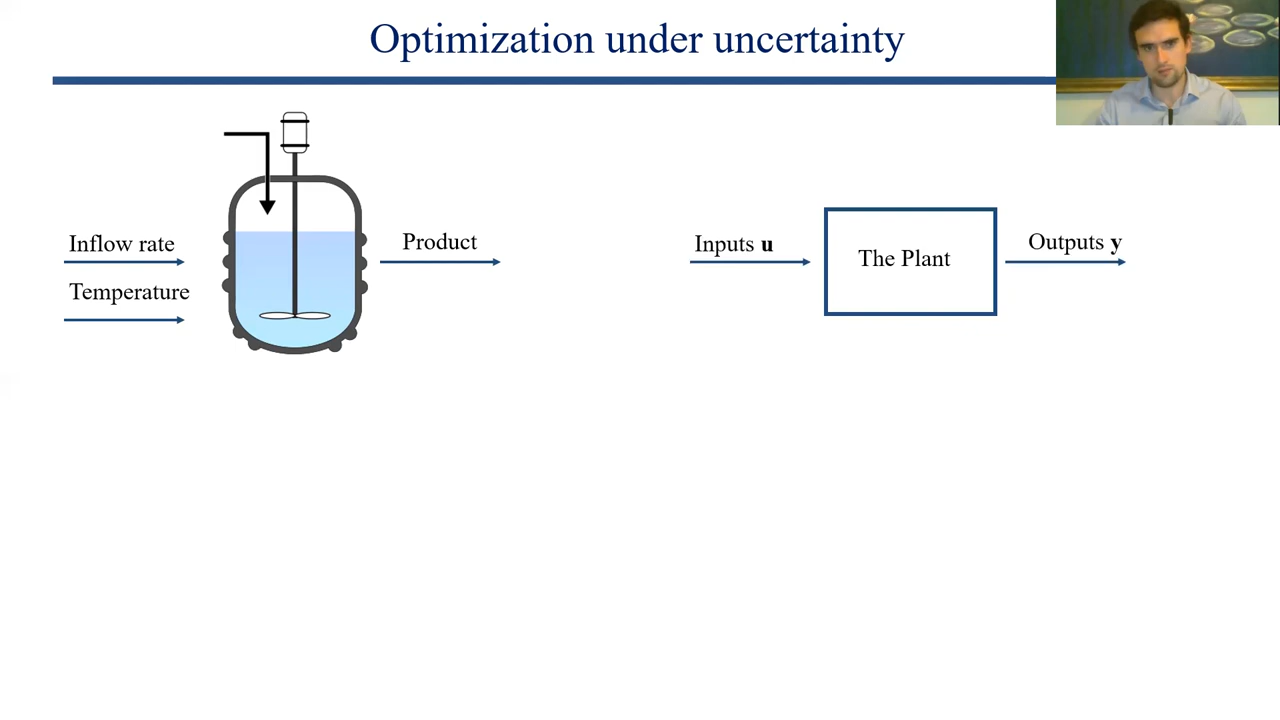 Optimization under uncertainty
Inflow rate
Temperature
Product
Inputs u
The Plant
Outputs y